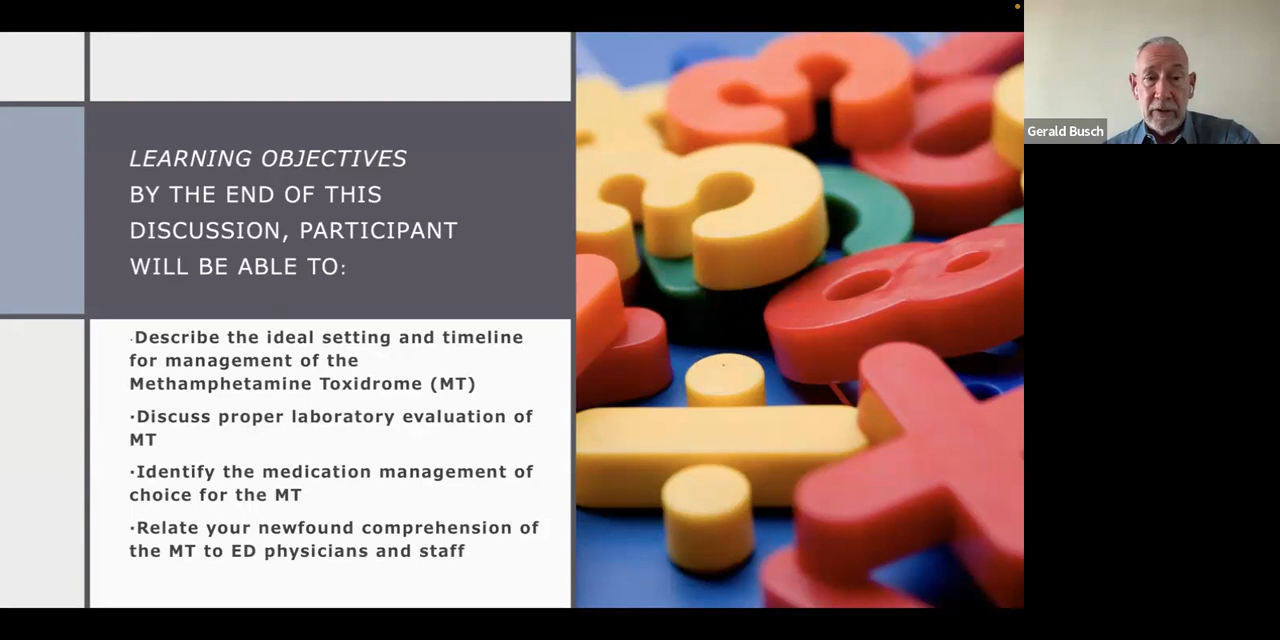 LEARNING OBJECTIVES
BY THE END OF THIS
DISCUSSION, PARTICIPANT
WILL BE ABLE TO:
·Describe the ideal setting and timeline
for management of the
Methamphetamine Toxidrome (MT)
·Discuss proper laboratory evaluation of
MT
·Identify the medication management of
choice for the MT
·Relate your newfound comprehension of
the MT to ED physicians and staff
Gerald Busch